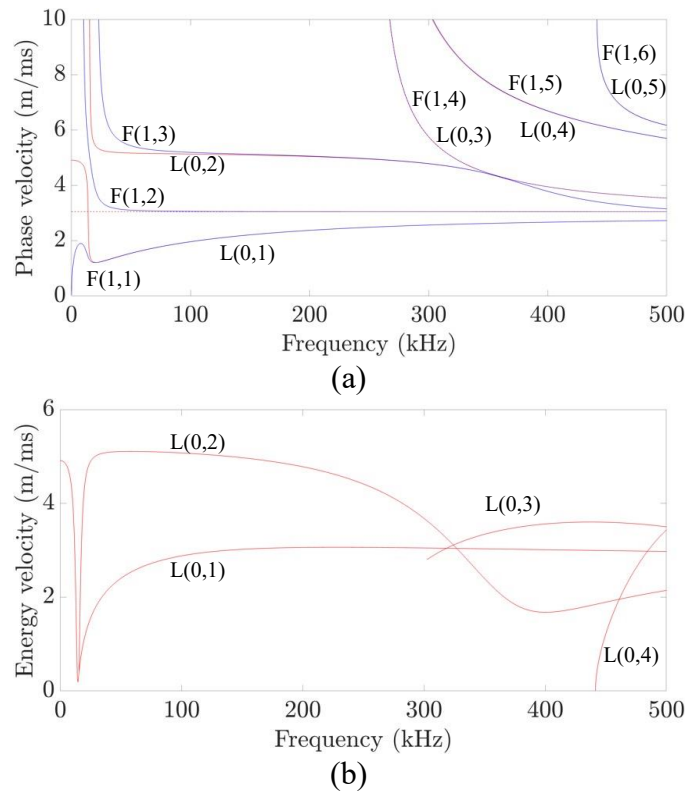 10
8
6
4
2
0
Phase velocity (m/ms)
F(1,3)
L(0,2)
F(1,2)
F(1,1)
L(0,1)
F(1,4)
L(0,3)
F(1,5)
L(0,4)
F(1,6)
L(0,5)
0 100 200 300 400 500
Frequency (kHz)
(a)
6
4
2
0
Energy velocity (m/ms)
L(0,2)
L(0,1)
L(0,3)
L(0,4)
0 100 200 300 400 500
Frequency (kHz)
(b)